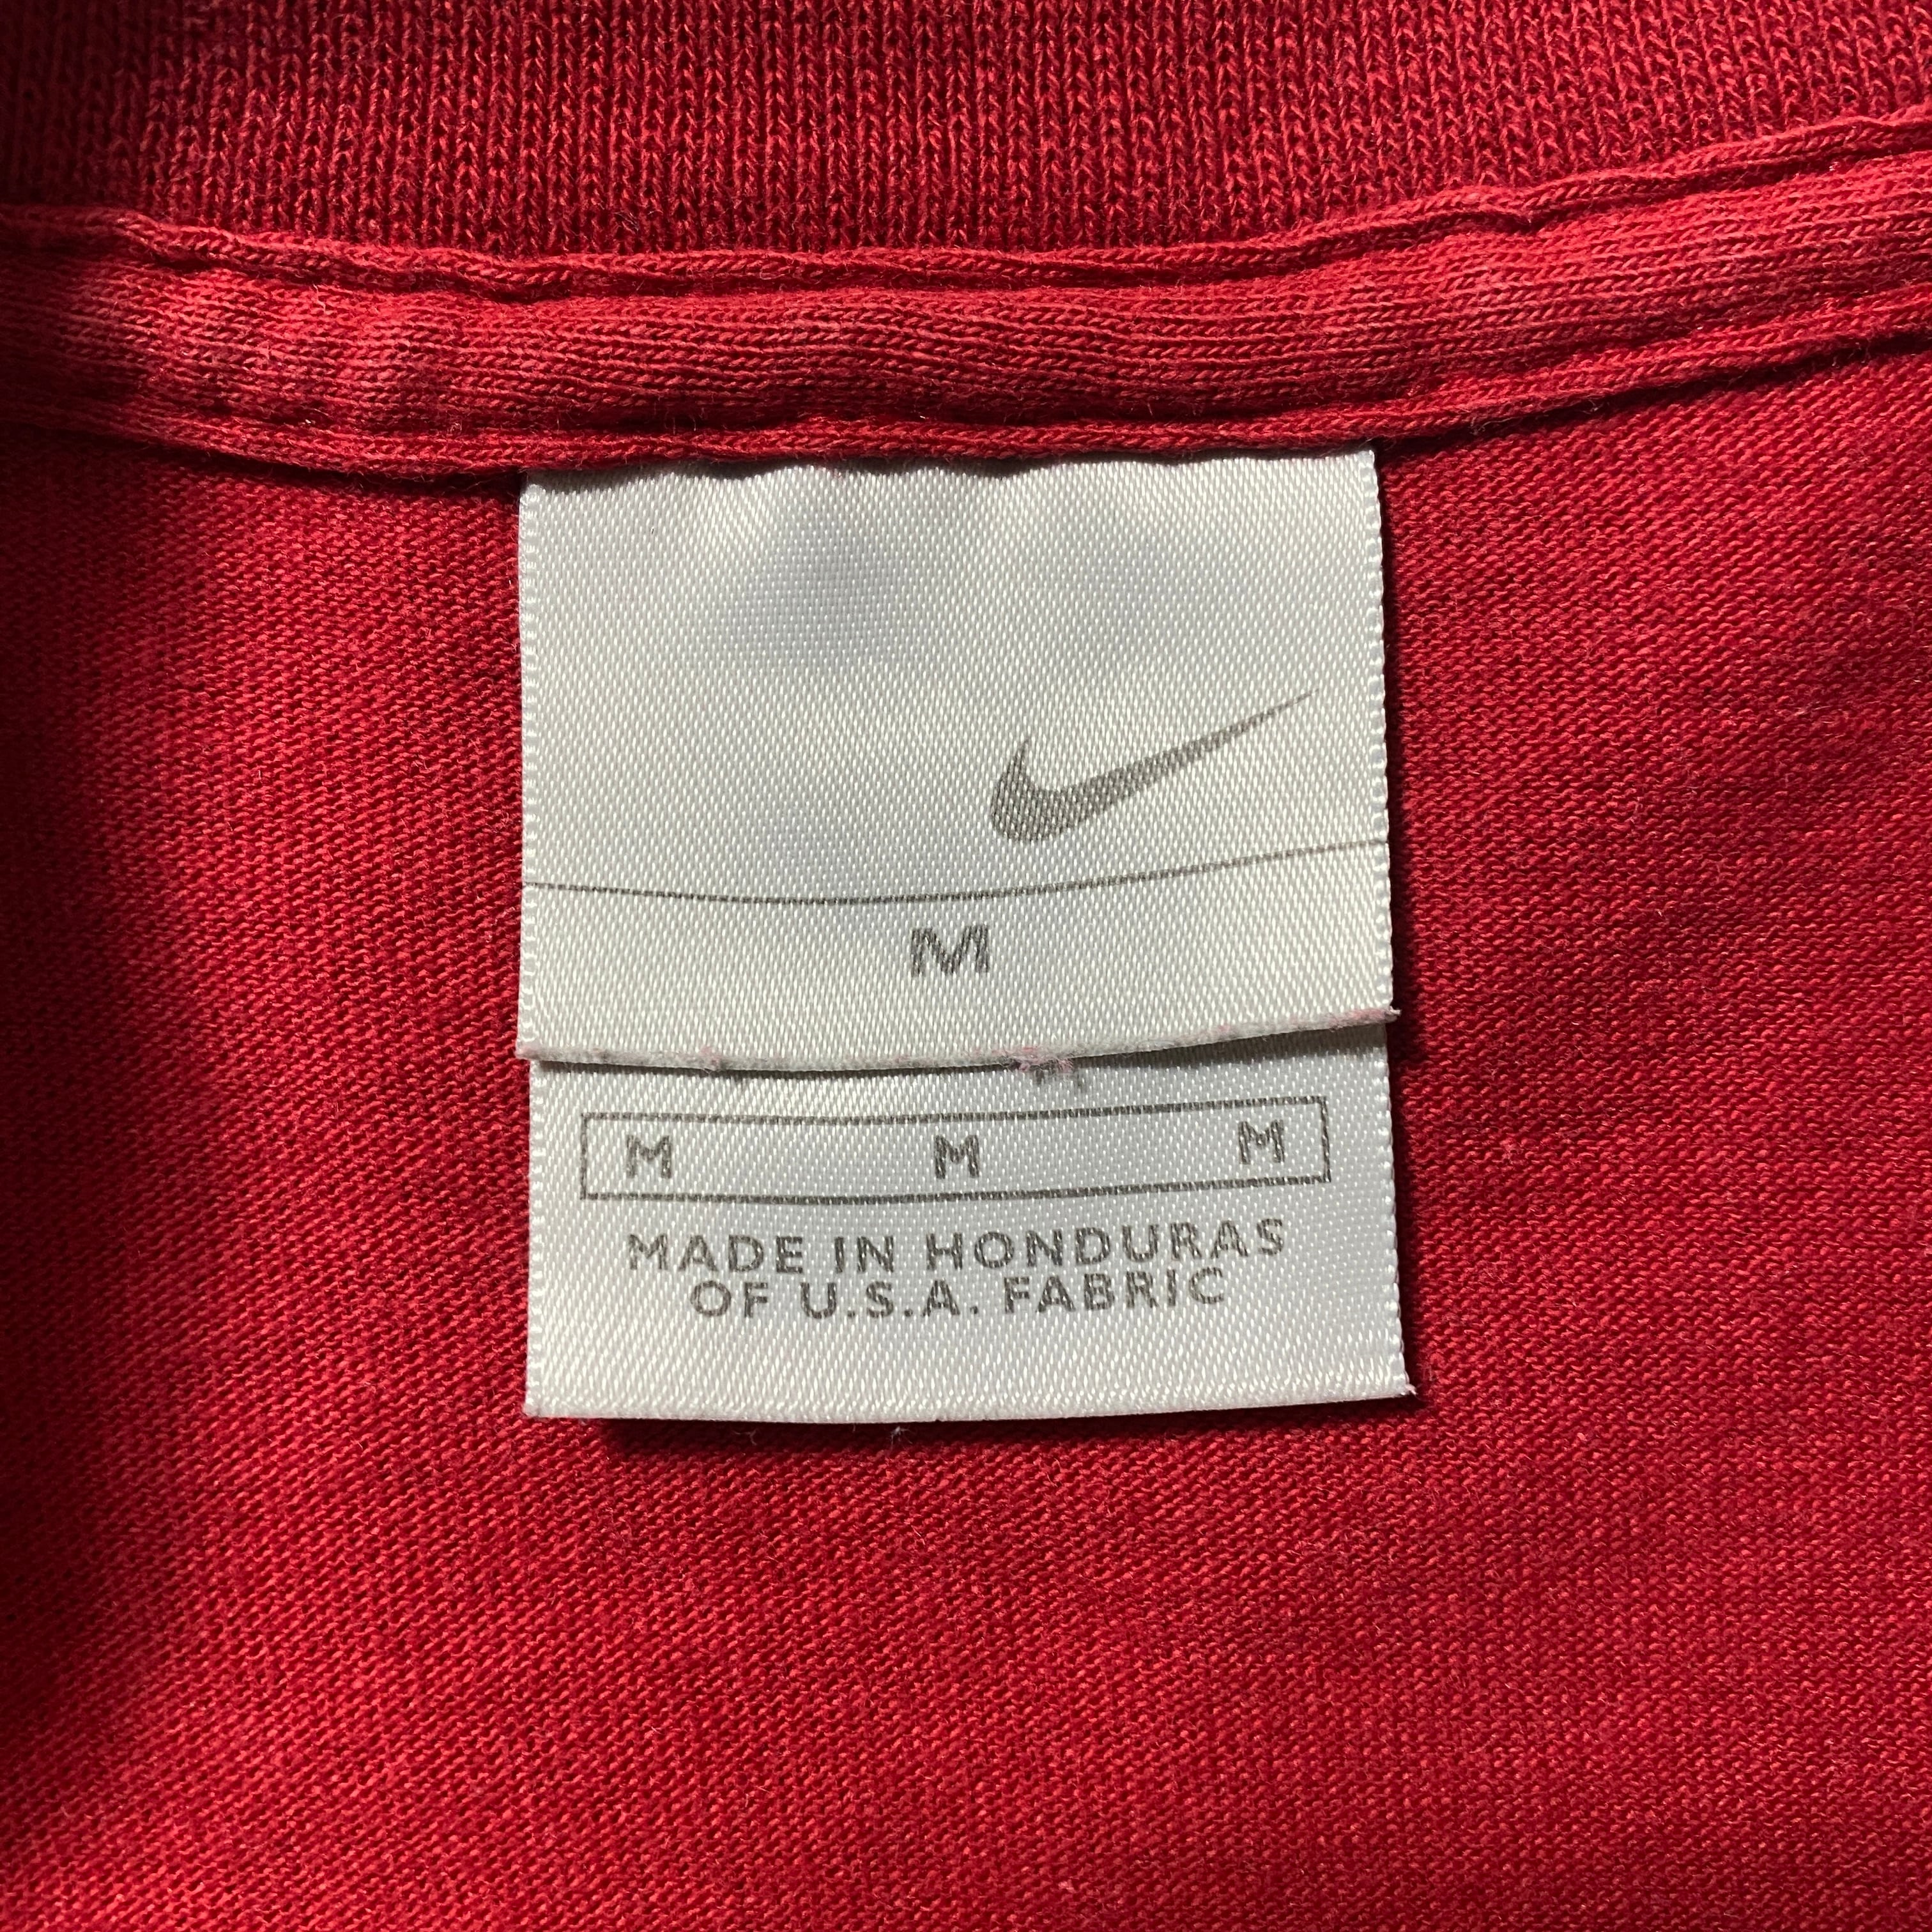 M
M M M
MADE IN HONDURAS
OF U.S.A. FABRIC